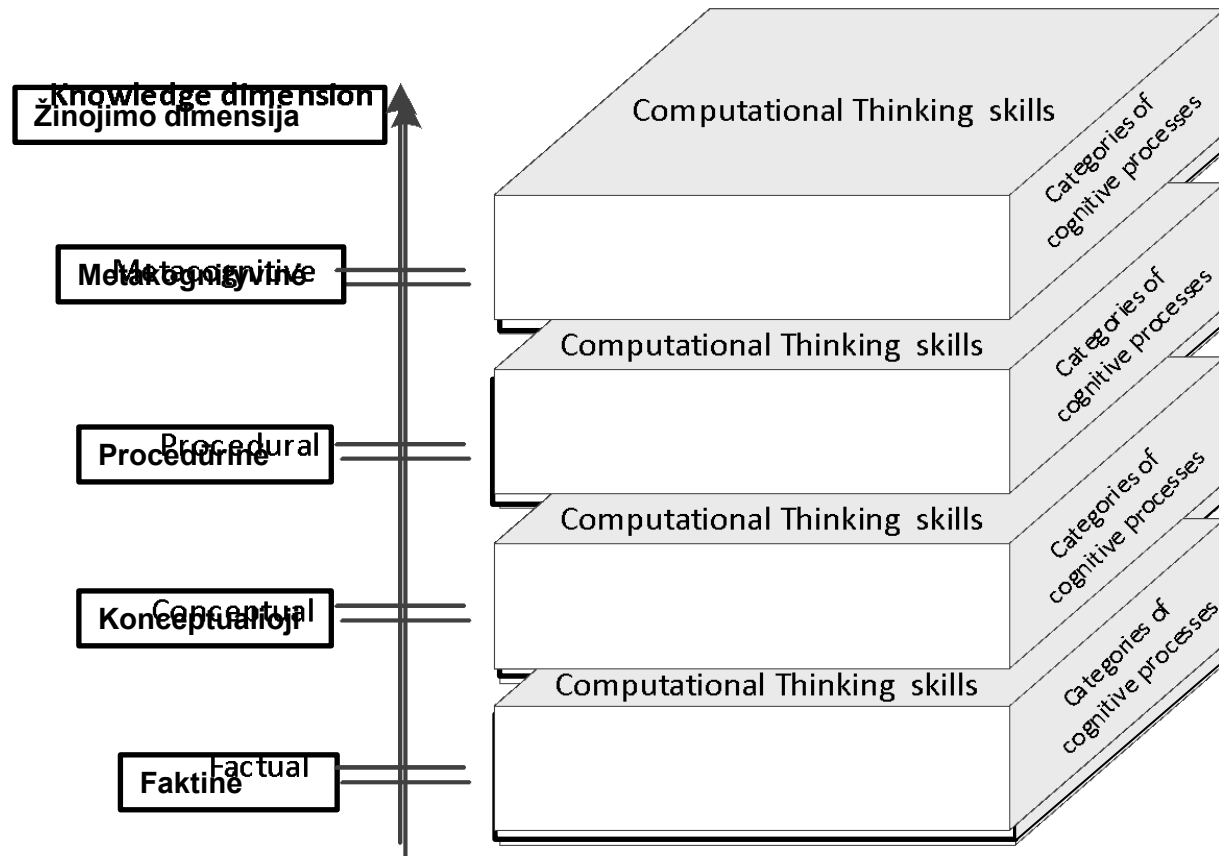 Knowledge dimension
Žinojimo dimensija
Computational Thinking skills
Categories of
cognitive processes
Metacognitive
Metakognityvinė
Computational Thinking skills
Categories of
cognitive processes
Procedural
Procedūrinė
Computational Thinking skills
Categories of
cognitive processes
Conceptual
Konceptualioji
Computational Thinking skills
Categories of
cognitive processes
Factual
Faktinė